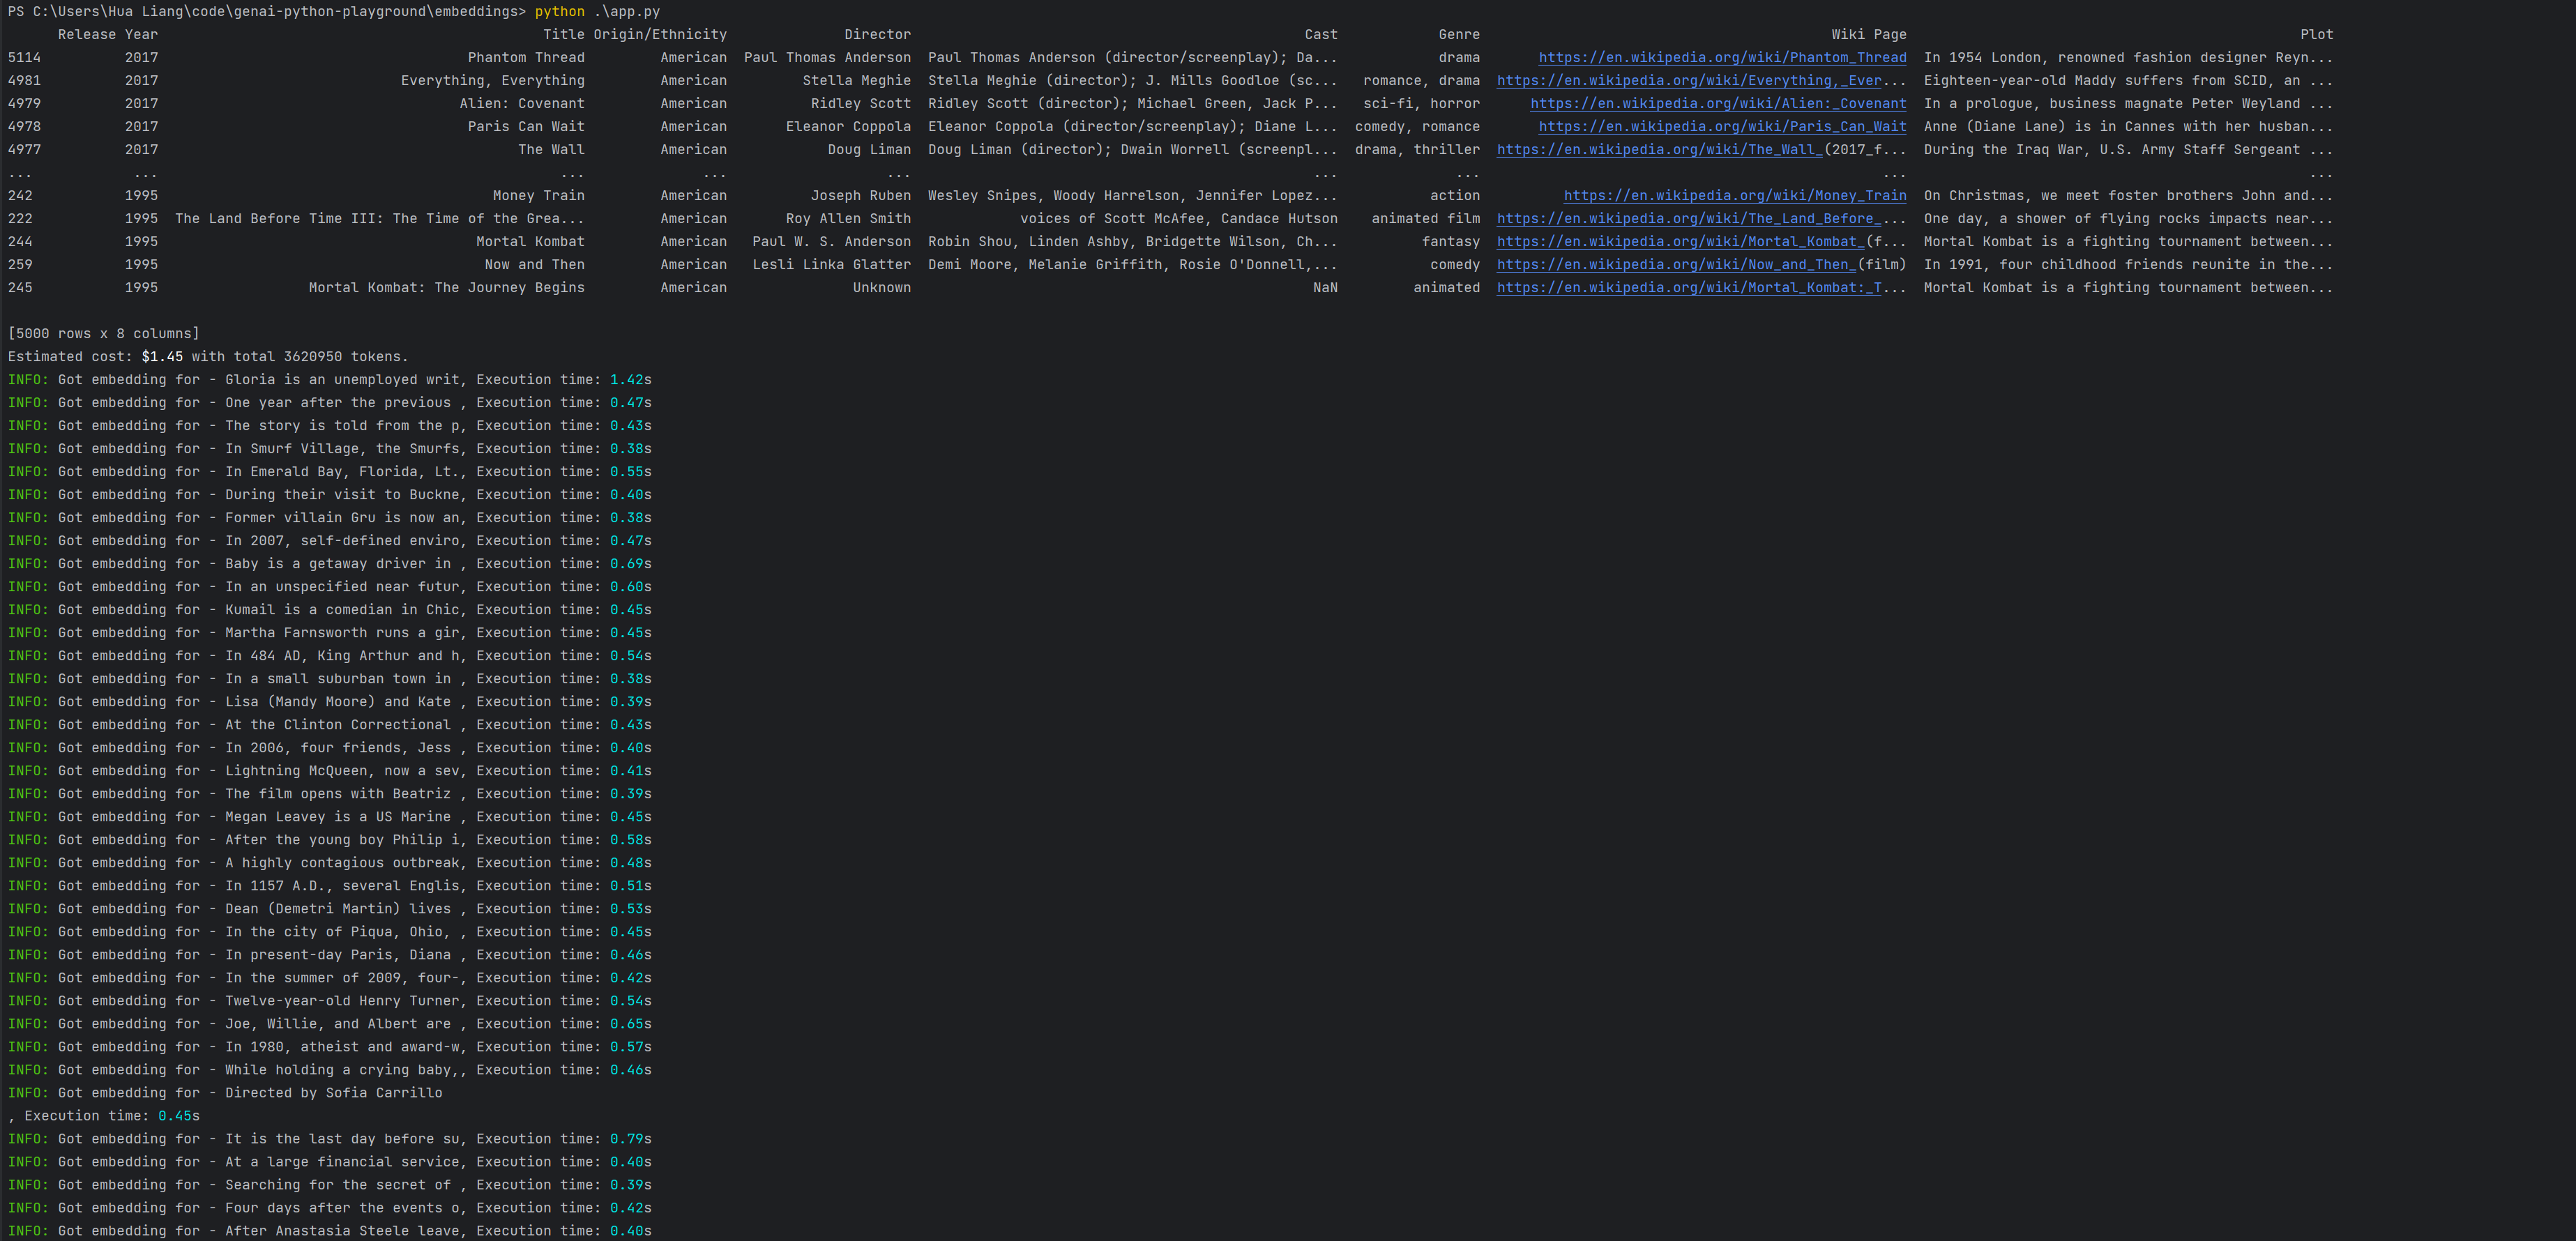 PS C:\Users\Hua Liang\code\genai-python-playground\embeddings> python .\app.py
Release Year Title Origin/Ethnicity Director Cast Genre Wiki Page Plot
5114 2017 Phantom Thread American Paul Thomas Anderson Paul Thomas Anderson (director/screenplay); Da... drama https://en.wikipedia.org/wiki/Phantom_Thread In 1954 London, renowned fashion designer Reyn...
4981 2017 Everything, Everything American Stella Meghie Stella Meghie (director); J. Mills Goodloe (sc... romance, drama https://en.wikipedia.org/wiki/Everything,_Ever... Eighteen-year-old Maddy suffers from SCID, an ...
4979 2017 Alien: Covenant American Ridley Scott Ridley Scott (director); Michael Green, Jack P... sci-fi, horror https://en.wikipedia.org/wiki/Alien:_Covenant In a prologue, business magnate Peter Weyland ...
4978 2017 Paris Can Wait American Eleanor Coppola Eleanor Coppola (director/screenplay); Diane L... comedy, romance https://en.wikipedia.org/wiki/Paris_Can_Wait Anne (Diane Lane) is in Cannes with her husban...
4977 2017 The Wall American Doug Liman Doug Liman (director); Dwain Worrell (screenpl... drama, thriller https://en.wikipedia.org/wiki/The_Wall_(2017_f... During the Iraq War, U.S. Army Staff Sergeant ...
... ... ... ... ... ... ... ... ...
242 1995 Money Train American Joseph Ruben Wesley Snipes, Woody Harrelson, Jennifer Lopez... action https://en.wikipedia.org/wiki/Money_Train On Christmas, we meet foster brothers John and...
222 1995 The Land Before Time III: The Time of the Grea... American Roy Allen Smith voices of Scott McAfee, Candace Hutson animated film https://en.wikipedia.org/wiki/The_Land_Before_... One day, a shower of flying rocks impacts near...
244 1995 Mortal Kombat American Paul W. S. Anderson Robin Shou, Linden Ashby, Bridgette Wilson, Ch... fantasy https://en.wikipedia.org/wiki/Mortal_Kombat_(f... Mortal Kombat is a fighting tournament between...
259 1995 Now and Then American Lesli Linka Glatter Demi Moore, Melanie Griffith, Rosie O'Donnell,... comedy https://en.wikipedia.org/wiki/Now_and_Then_(film) In 1991, four childhood friends reunite in the...
245 1995 Mortal Kombat: The Journey Begins American Unknown NaN animated https://en.wikipedia.org/wiki/Mortal_Kombat:_T... Mortal Kombat is a fighting tournament between...
[5000 rows x 8 columns]
Estimated cost: $1.45 with total 3620950 tokens.
INFO: Got embedding for - Gloria is an unemployed writ, Execution time: 1.42s
INFO: Got embedding for - One year after the previous , Execution time: 0.47s
INFO: Got embedding for - The story is told from the p, Execution time: 0.43s
INFO: Got embedding for - In Smurf Village, the Smurfs, Execution time: 0.38s
INFO: Got embedding for - In Emerald Bay, Florida, Lt., Execution time: 0.55s
INFO: Got embedding for - During their visit to Buckne, Execution time: 0.40s
INFO: Got embedding for - Former villain Gru is now an, Execution time: 0.38s
INFO: Got embedding for - In 2007, self-defined enviro, Execution time: 0.47s
INFO: Got embedding for - Baby is a getaway driver in , Execution time: 0.69s
INFO: Got embedding for - In an unspecified near futur, Execution time: 0.60s
INFO: Got embedding for - Kumail is a comedian in Chic, Execution time: 0.45s
INFO: Got embedding for - Martha Farnsworth runs a gir, Execution time: 0.45s
INFO: Got embedding for - In 484 AD, King Arthur and h, Execution time: 0.54s
INFO: Got embedding for - In a small suburban town in , Execution time: 0.38s
INFO: Got embedding for - Lisa (Mandy Moore) and Kate , Execution time: 0.39s
INFO: Got embedding for - At the Clinton Correctional , Execution time: 0.43s
INFO: Got embedding for - In 2006, four friends, Jess , Execution time: 0.40s
INFO: Got embedding for - Lightning McQueen, now a sev, Execution time: 0.41s
INFO: Got embedding for - The film opens with Beatriz , Execution time: 0.39s
INFO: Got embedding for - Megan Leavey is a US Marine , Execution time: 0.45s
INFO: Got embedding for - After the young boy Philip i, Execution time: 0.58s
INFO: Got embedding for - A highly contagious outbreak, Execution time: 0.48s
INFO: Got embedding for - In 1157 A.D., several Englis, Execution time: 0.51s
INFO: Got embedding for - Dean (Demetri Martin) lives , Execution time: 0.53s
INFO: Got embedding for - In the city of Piqua, Ohio, , Execution time: 0.45s
INFO: Got embedding for - In present-day Paris, Diana , Execution time: 0.46s
INFO: Got embedding for - In the summer of 2009, four-, Execution time: 0.42s
INFO: Got embedding for - Twelve-year-old Henry Turner, Execution time: 0.54s
INFO: Got embedding for - Joe, Willie, and Albert are , Execution time: 0.65s
INFO: Got embedding for - In 1980, atheist and award-w, Execution time: 0.57s
INFO: Got embedding for - While holding a crying baby,, Execution time: 0.46s
INFO: Got embedding for - Directed by Sofia Carrillo
, Execution time: 0.45s
INFO: Got embedding for - It is the last day before su, Execution time: 0.79s
INFO: Got embedding for - At a large financial service, Execution time: 0.40s
INFO: Got embedding for - Searching for the secret of , Execution time: 0.39s
INFO: Got embedding for - Four days after the events o, Execution time: 0.42s
INFO: Got embedding for - After Anastasia Steele leave, Execution time: 0.40s